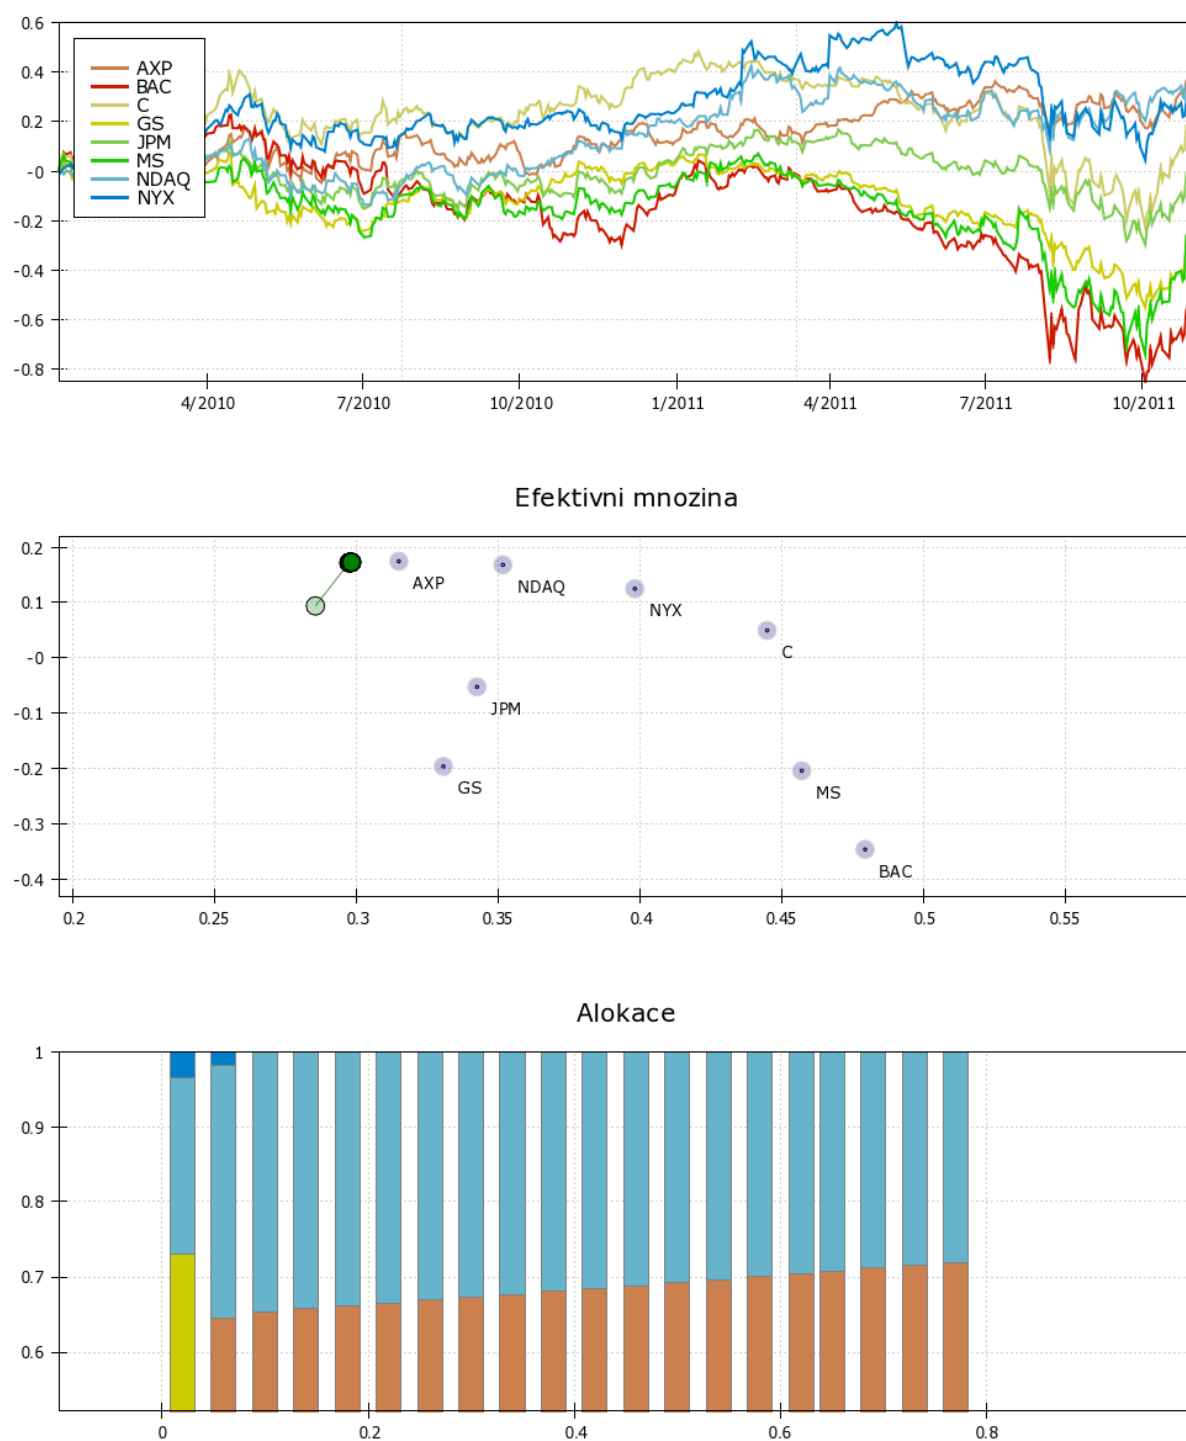 0.6
0.4
0.2
-0
-0.2
-0.4
-0.6
-0.8
AXP
BAC
C
GS
JPM
MS
NDAQ
NYX
4/2010 7/2010 10/2010 1/2011 4/2011 7/2011 10/2011
Efektivni mnozina
0.2
0.1
-0
-0.1
-0.2
-0.3
-0.4
AXP
NDAQ
NYX
C
JPM
GS
MS
BAC
0.2 0.25 0.3 0.35 0.4 0.45 0.5 0.55
Alokace
1
0.9
0.8
0.7
0.6
0 0.2 0.4 0.6 0.8